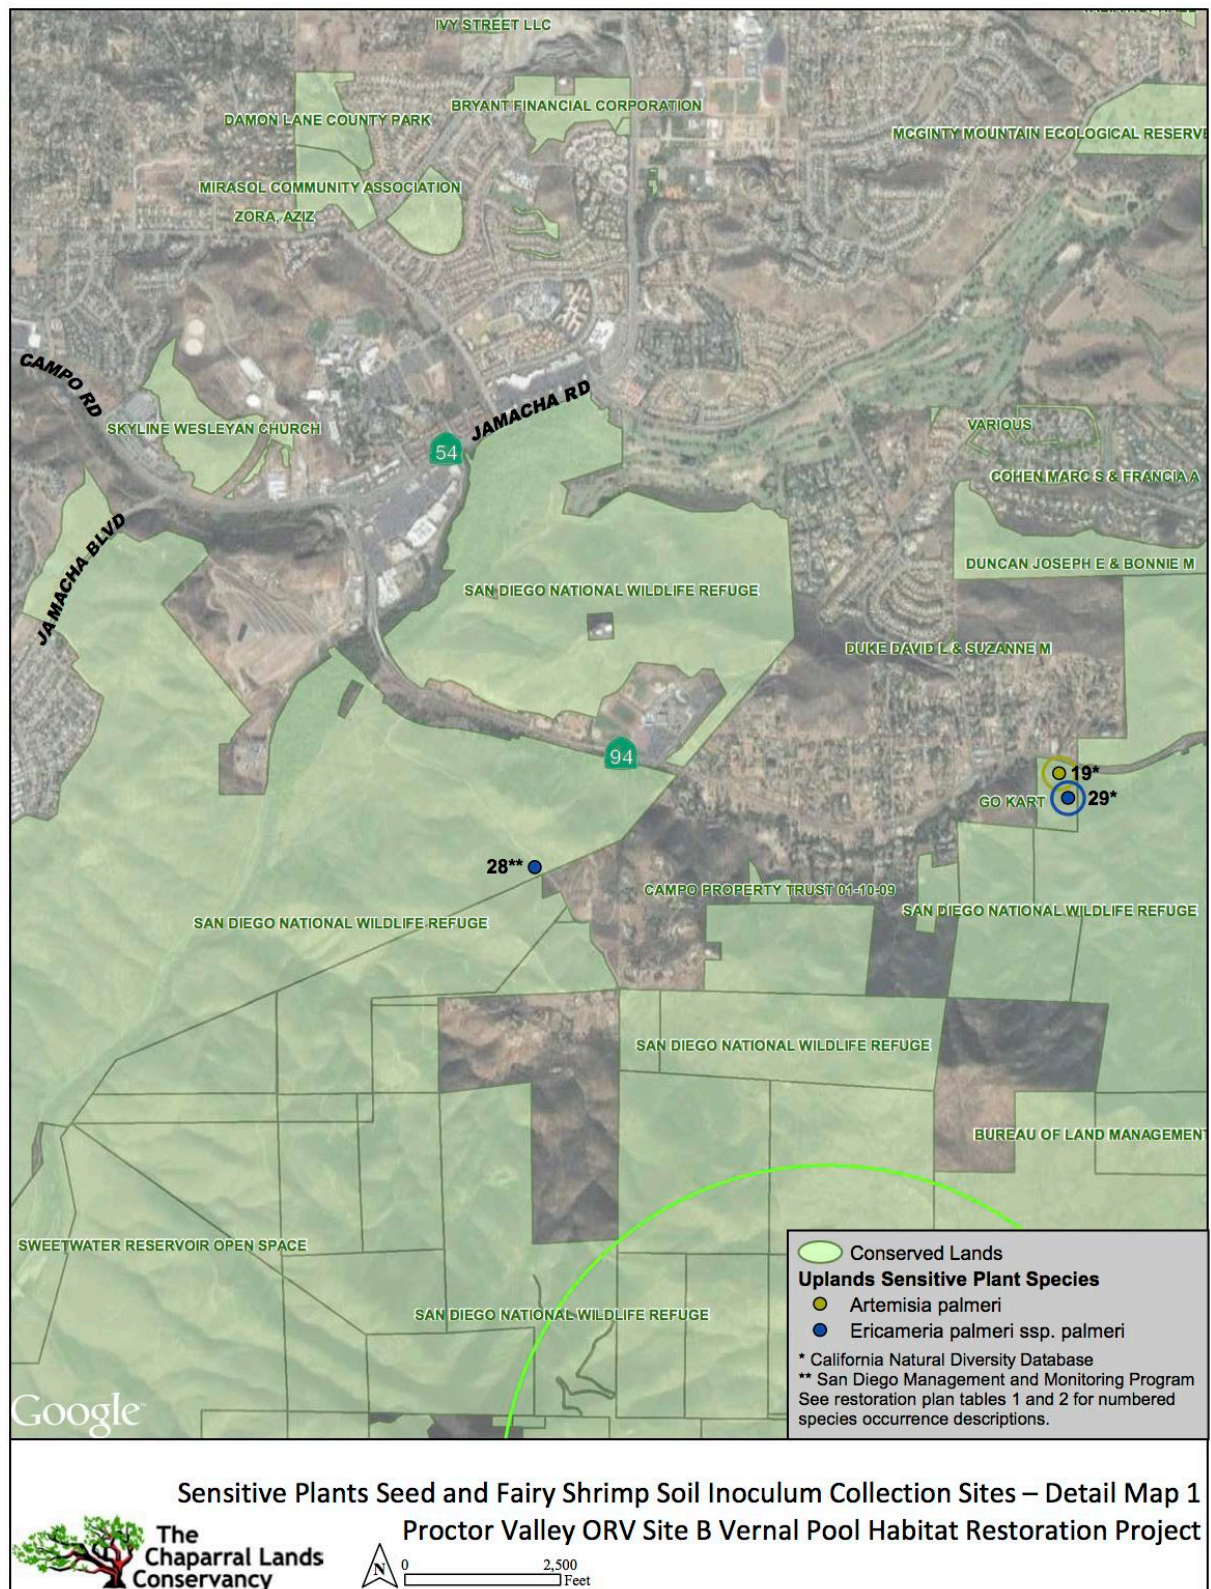 IVY STREET LLC
BRYANT FINANCIAL CORPORATION
DAMON LANE COUNTY PARK
MCGINTY MOUNTAIN ECOLOGICAL RESERVE
MIRASOL COMMUNITY ASSOCIATION
ZORA, AZIZ
CAMPO RD
JAMACHA RD
SKYLINE WESLEYAN CHURCH
VARIOUS
54
COHEN MARC S & FRANCIA A
JAMACHA BLVD
DUNCAN JOSEPH E & BONNIE M
SAN DIEGO NATIONAL WILDLIFE REFUGE
DUKE DAVID L & SUZANNE M
94
19*
GO KART
29*
28**
CAMPO PROPERTY TRUST 01-10-09
SAN DIEGO NATIONAL WILDLIFE REFUGE
SAN DIEGO NATIONAL WILDLIFE REFUGE
SAN DIEGO NATIONAL WILDLIFE REFUGE
BUREAU OF LAND MANAGEMENT
SWEETWATER RESERVOIR OPEN SPACE
SAN DIEGO NATIONAL WILDLIFE REFUGE
Conserved Lands
Uplands Sensitive Plant Species
Artemisia palmeri
Ericameria palmeri ssp. palmeri
* California Natural Diversity Database
** San Diego Management and Monitoring Program
See restoration plan tables 1 and 2 for numbered
species occurrence descriptions.
Google
Sensitive Plants Seed and Fairy Shrimp Soil Inoculum Collection Sites – Detail Map 1
Proctor Valley ORV Site B Vernal Pool Habitat Restoration Project
The
Chaparral Lands
Conservancy
N
0 2,500
Feet